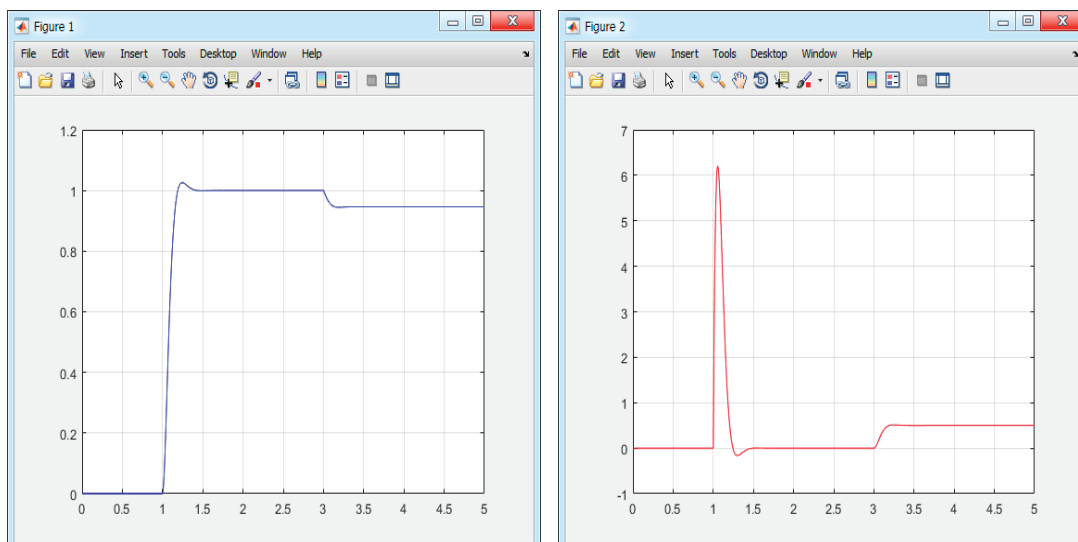 Figure 1
File Edit View Insert Tools Desktop Window Help
1.2
1
0.8
0.6
0.4
0.2
0
0 0.5 1 1.5 2 2.5 3 3.5 4 4.5 5
Figure 2
File Edit View Insert Tools Desktop Window Help
7
6
5
4
3
2
1
0
-1
0 0.5 1 1.5 2 2.5 3 3.5 4 4.5 5